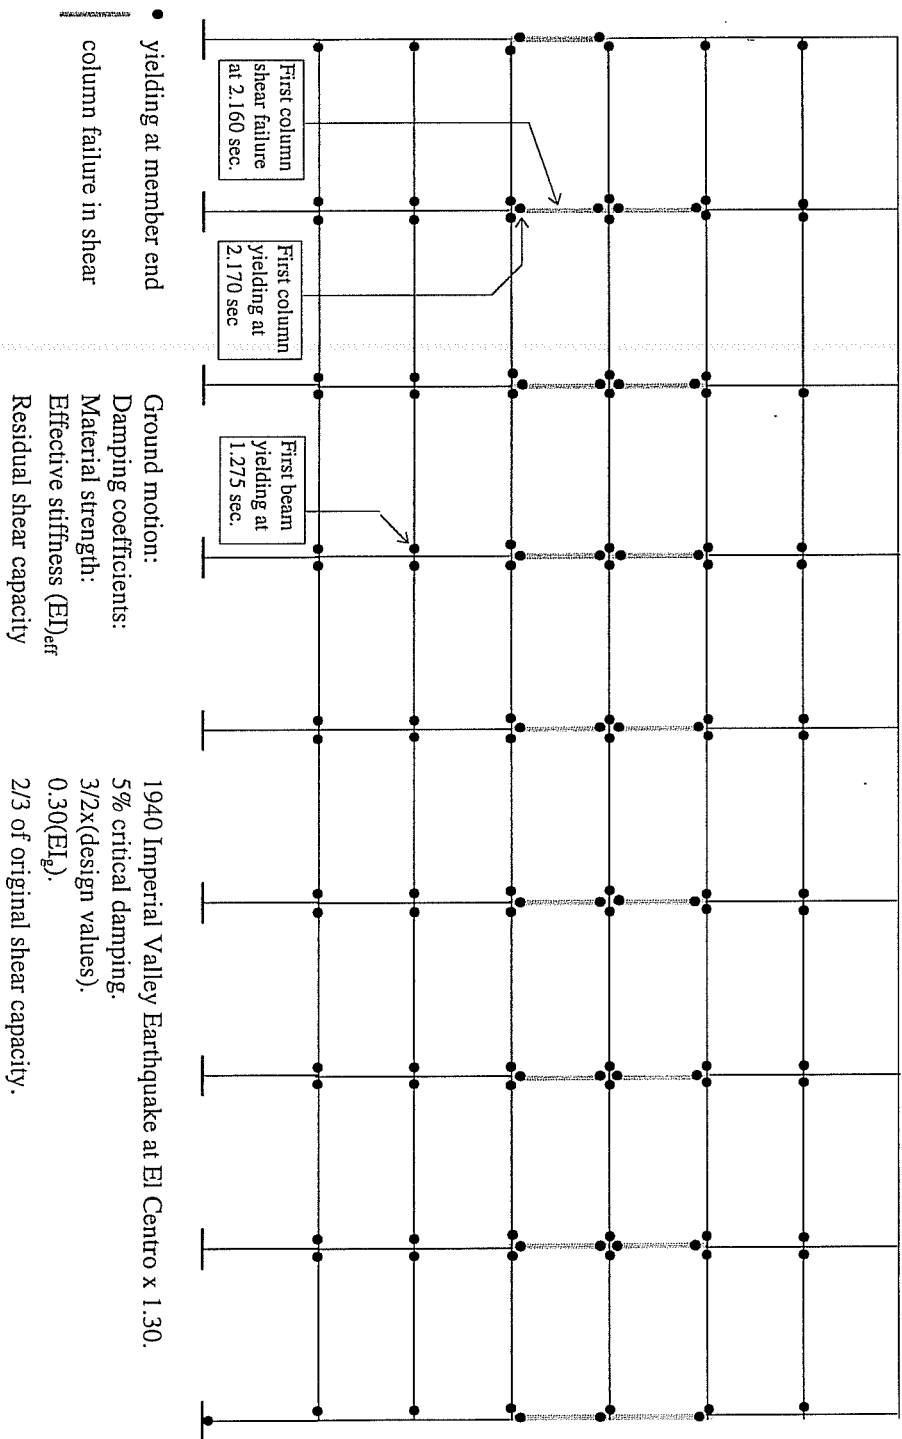 First column
shear failure
at 2.160 sec.
First column
yielding at
2.170 sec
First beam
yielding at
1.275 sec.
• yielding at member end
column failure in shear
Ground motion: 1940 Imperial Valley Earthquake at El Centro x 1.30.
Damping coefficients: 5% critical damping.
Material strength: 3/2x(design values).
Effective stiffness (EI)eff 0.30(EIg).
Residual shear capacity 2/3 of original shear capacity.